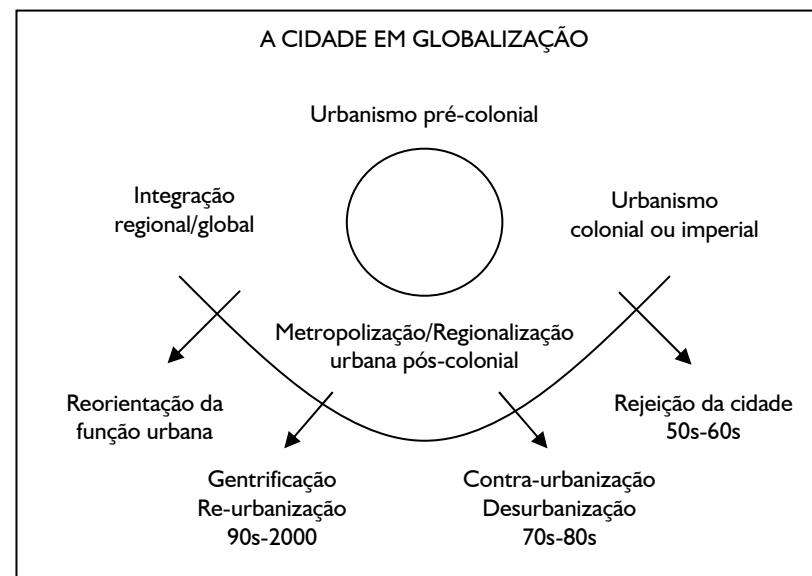 A CIDADE EM GLOBALIZAÇÃO
Urbanismo pré-colonial
Integração
regional/global
Urbanismo
colonial ou imperial
Metropolização/Regionalização
urbana pós-colonial
Reorientação da
função urbana
Rejeição da cidade
50s-60s
Gentrificação
Re-urbanização
90s-2000
Contra-urbanização
Desurbanização
70s-80s